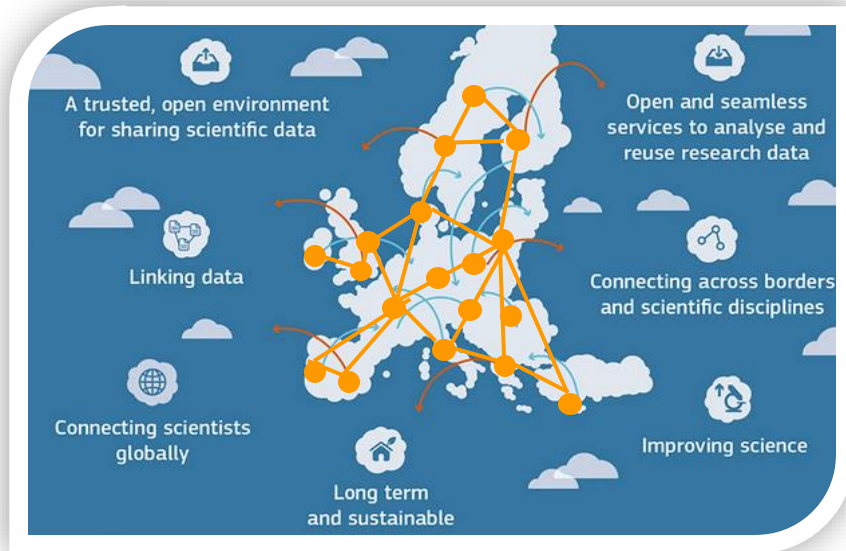 A trusted, open environment
for sharing scientific data
Open and seamless
services to analyse and
reuse research data
Linking data
Connecting across borders
and scientific disciplines
Connecting scientists
globally
Improving science
Long term
and sustainable